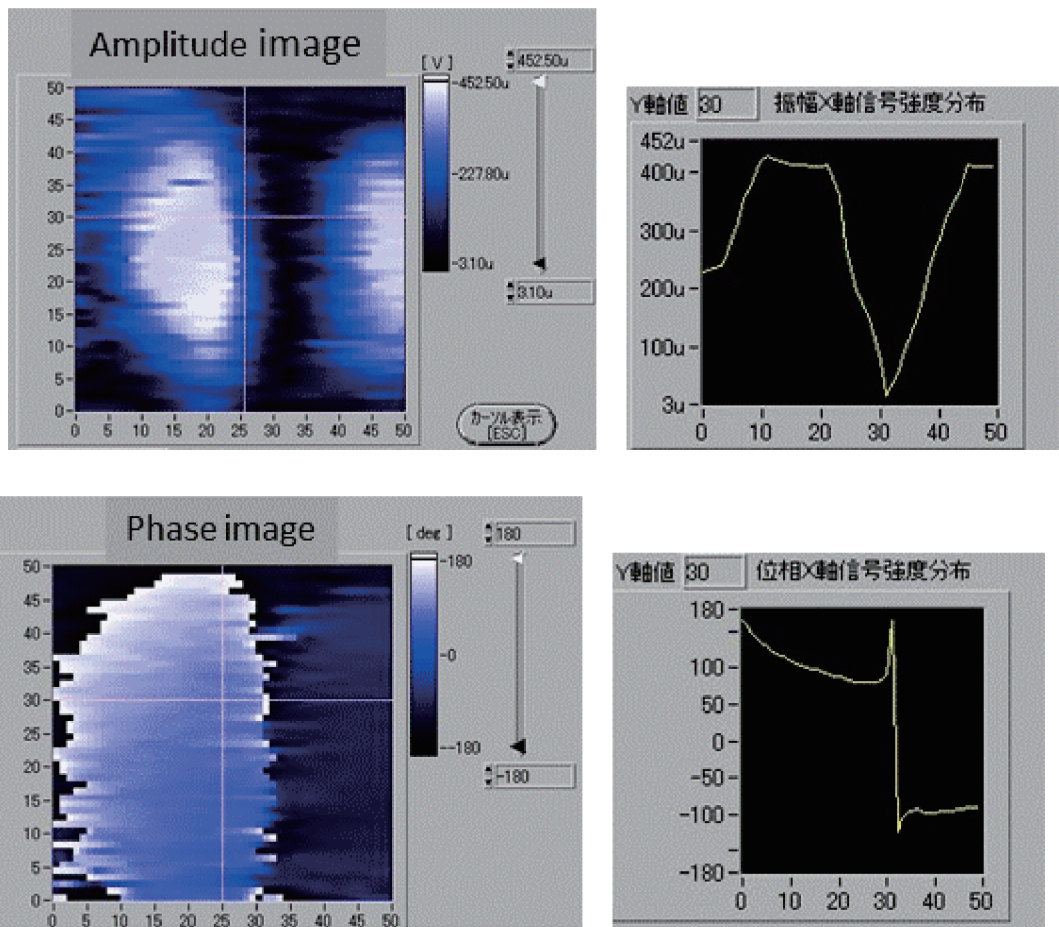 Amplitude image
[ V ]
452.50u
-452.50u
-227.80u
-3.10u
3.10u
50
45
40
35
30
25
20
15
10
5
0
0 5 10 15 20 25 30 35 40 45 50
カーソル表示
[ESC]
Y軸値 30 振幅X軸信号強度分布
452u
400u
300u
200u
100u
3u
0 10 20 30 40 50
Phase image
[ deg ]
180
-180
-0
--180
-180
50
45
40
35
30
25
20
15
10
5
0
0 5 10 15 20 25 30 35 40 45 50
Y軸値 30 位相X軸信号強度分布
180
100
50
0
-50
-100
-180
0 10 20 30 40 50